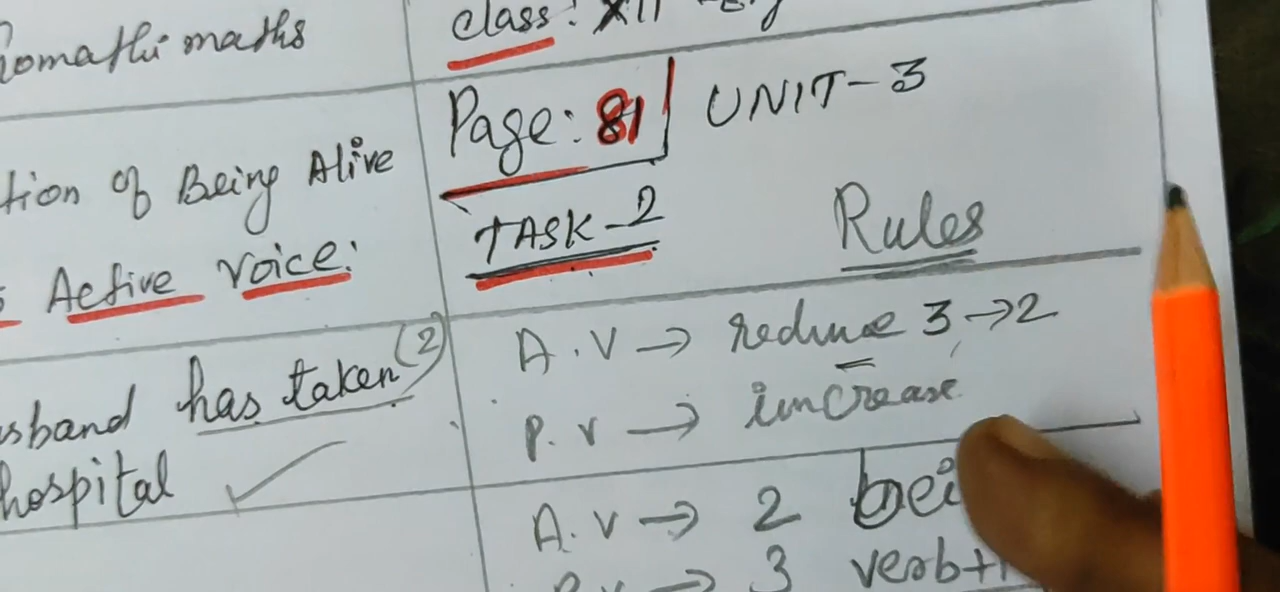 maths
class: XII
Page: 81 UNIT-3
tion of Being Alive
TASK-2
Rules
Active Voice:
A.V → reduce 3→2
sband has taken (2)
P.V → increase
hospital ✓
A.V → 2
→ 3 verb+